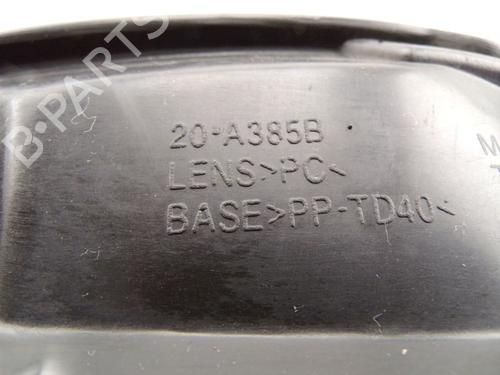 B-PARTS
20-A385B
LENS>PC<
BASE>PP-TD40<
M
T